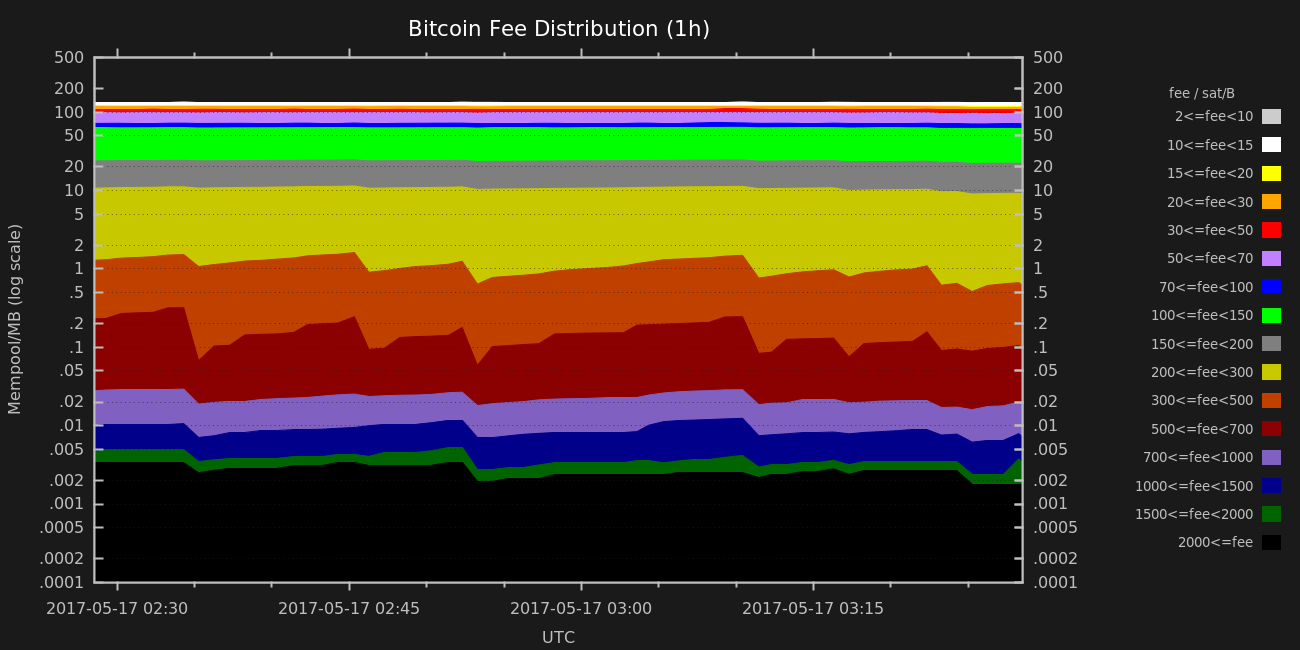 Bitcoin Fee Distribution (1h)
500
200
100
50
20
10
5
2
1
.5
.2
.1
.05
.02
.01
.005
.002
.001
.0005
.0002
.0001
Mempool/MB (log scale)
500
200
100
50
20
10
5
2
1
.5
.2
.1
.05
.02
.01
.005
.002
.001
.0005
.0002
.0001
2017-05-17 02:30
2017-05-17 02:45
2017-05-17 03:00
2017-05-17 03:15
UTC
fee / sat/B
2<=fee<10
10<=fee<15
15<=fee<20
20<=fee<30
30<=fee<50
50<=fee<70
70<=fee<100
100<=fee<150
150<=fee<200
200<=fee<300
300<=fee<500
500<=fee<700
700<=fee<1000
1000<=fee<1500
1500<=fee<2000
2000<=fee